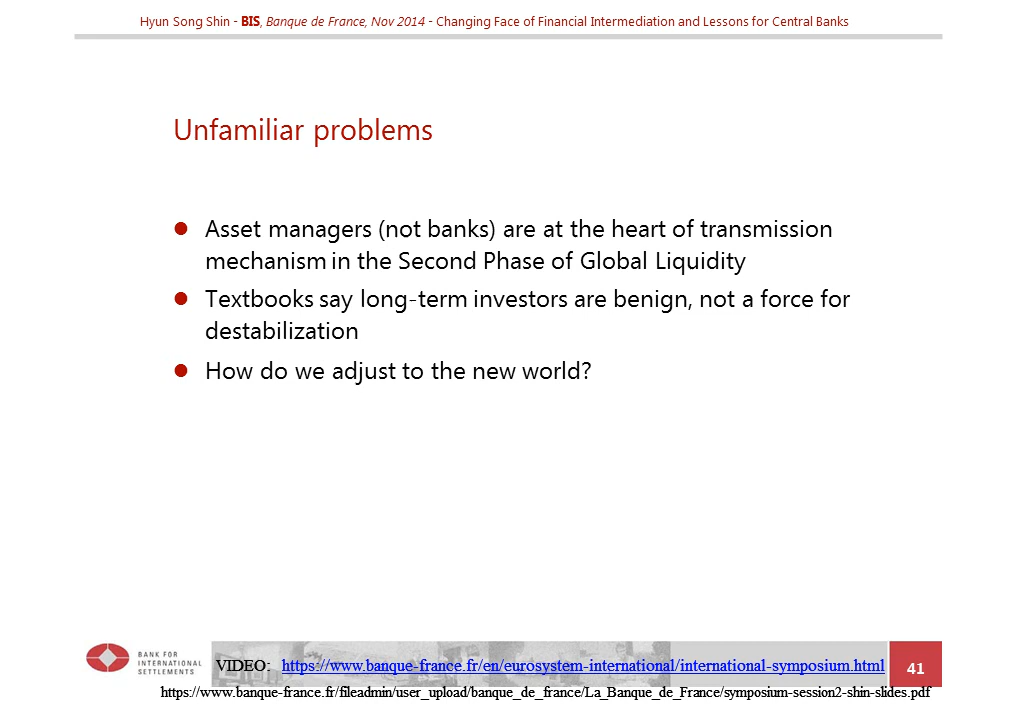 Hyun Song Shin - BIS, Banque de France, Nov 2014 - Changing Face of Financial Intermediation and Lessons for Central Banks
Unfamiliar problems
Asset managers (not banks) are at the heart of transmission
mechanism in the Second Phase of Global Liquidity
Textbooks say long-term investors are benign, not a force for
destabilization
How do we adjust to the new world?
BANK FOR
INTERNATIONAL
SETTLEMENTS
VIDEO: https://www.banque-france.fr/en/eurosystem-international/international-symposium.html
41
https://www.banque-france.fr/fileadmin/user_upload/banque_de_france/La_Banque_de_France/symposium-session2-shin-slides.pdf